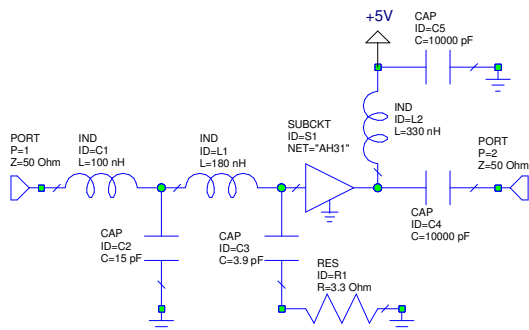 +5V
CAP
ID=C5
C=10000 pF
SUBCKT
ID=S1
NET="AH31"
IND
ID=L2
L=330 nH
PORT
P=1
Z=50 Ohm
IND
ID=C1
L=100 nH
IND
ID=L1
L=180 nH
PORT
P=2
Z=50 Ohm
CAP
ID=C2
C=15 pF
CAP
ID=C3
C=3.9 pF
CAP
ID=C4
C=10000 pF
RES
ID=R1
R=3.3 Ohm